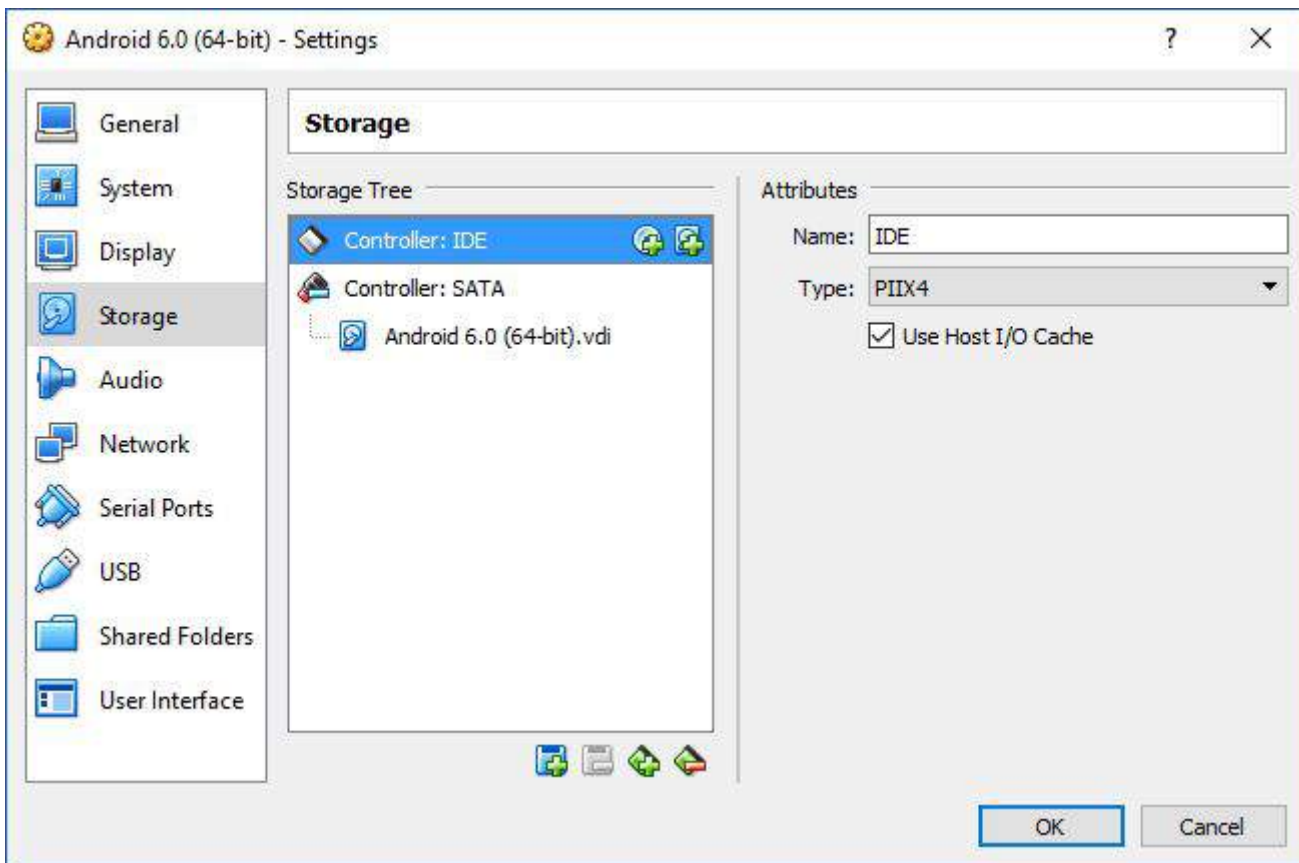 Android 6.0 (64-bit) - Settings
?
General
System
Display
Storage
Audio
Network
Serial Ports
USB
Shared Folders
User Interface
Storage
Storage Tree
Controller: IDE
Controller: SATA
Android 6.0 (64-bit).vdi
Attributes
Name: IDE
Type: PIIX4
Use Host I/O Cache
OK
Cancel